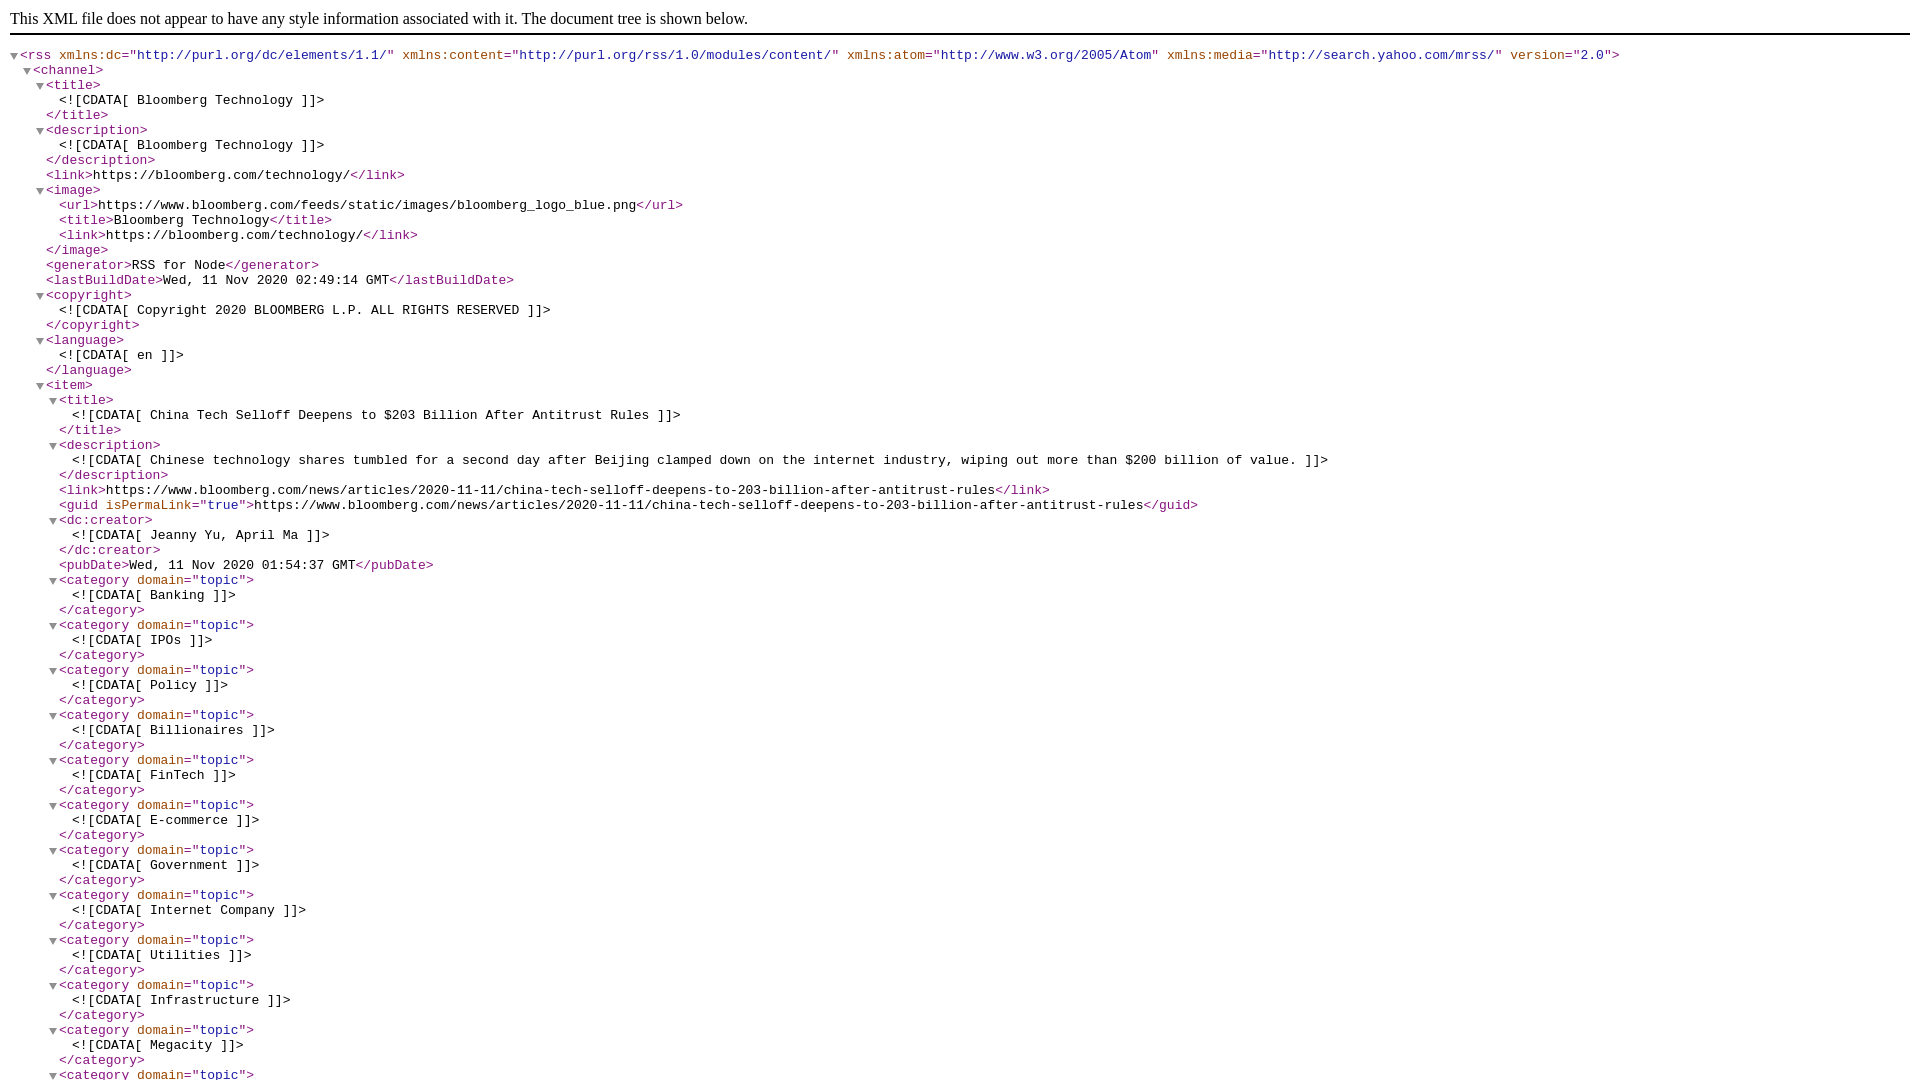 This XML file does not appear to have any style information associated with it. The document tree is shown below.
<rss xmlns:dc="http://purl.org/dc/elements/1.1/" xmlns:content="http://purl.org/rss/1.0/modules/content/" xmlns:atom="http://www.w3.org/2005/Atom" xmlns:media="http://search.yahoo.com/mrss/" version="2.0">
<channel>
<title>
<![CDATA[ Bloomberg Technology ]]>
</title>
<description>
<![CDATA[ Bloomberg Technology ]]>
</description>
<link>https://bloomberg.com/technology/</link>
<image>
<url>https://www.bloomberg.com/feeds/static/images/bloomberg_logo_blue.png</url>
<title>Bloomberg Technology</title>
<link>https://bloomberg.com/technology/</link>
</image>
<generator>RSS for Node</generator>
<lastBuildDate>Wed, 11 Nov 2020 02:49:14 GMT</lastBuildDate>
<copyright>
<![CDATA[ Copyright 2020 BLOOMBERG L.P. ALL RIGHTS RESERVED ]]>
</copyright>
<language>
<![CDATA[ en ]]>
</language>
<item>
<title>
<![CDATA[ China Tech Selloff Deepens to $203 Billion After Antitrust Rules ]]>
</title>
<description>
<![CDATA[ Chinese technology shares tumbled for a second day after Beijing clamped down on the internet industry, wiping out more than $200 billion of value. ]]>
</description>
<link>https://www.bloomberg.com/news/articles/2020-11-11/china-tech-selloff-deepens-to-203-billion-after-antitrust-rules</link>
<guid isPermaLink="true">https://www.bloomberg.com/news/articles/2020-11-11/china-tech-selloff-deepens-to-203-billion-after-antitrust-rules</guid>
<dc:creator>
<![CDATA[ Jeanny Yu, April Ma ]]>
</dc:creator>
<pubDate>Wed, 11 Nov 2020 01:54:37 GMT</pubDate>
<category domain="topic">
<![CDATA[ Banking ]]>
</category>
<category domain="topic">
<![CDATA[ IPOs ]]>
</category>
<category domain="topic">
<![CDATA[ Policy ]]>
</category>
<category domain="topic">
<![CDATA[ Billionaires ]]>
</category>
<category domain="topic">
<![CDATA[ FinTech ]]>
</category>
<category domain="topic">
<![CDATA[ E-commerce ]]>
</category>
<category domain="topic">
<![CDATA[ Government ]]>
</category>
<category domain="topic">
<![CDATA[ Internet Company ]]>
</category>
<category domain="topic">
<![CDATA[ Utilities ]]>
</category>
<category domain="topic">
<![CDATA[ Infrastructure ]]>
</category>
<category domain="topic">
<![CDATA[ Megacity ]]>
</category>
<category domain="topic">